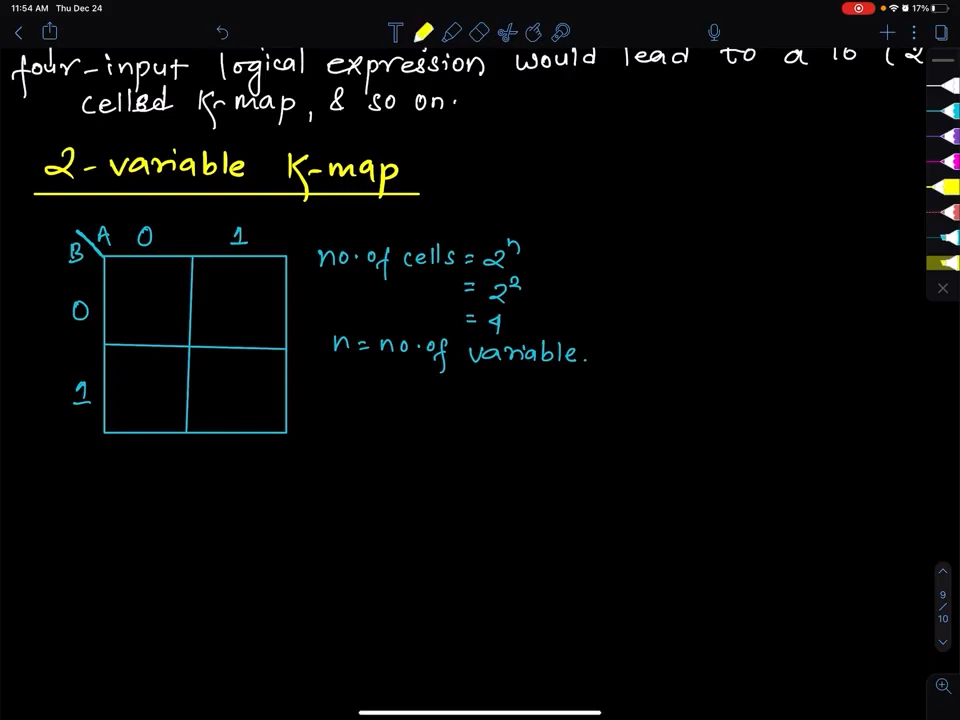 11:54 AM Thu Dec 24
17%
four-input logical expression would lead to a 16 (2
celled K-map, & so on.
2-variable K-map
A 0 1
B
0
1
no. of cells = 2^n
= 2^2
= 4
n = no. of variable.
9
/
10